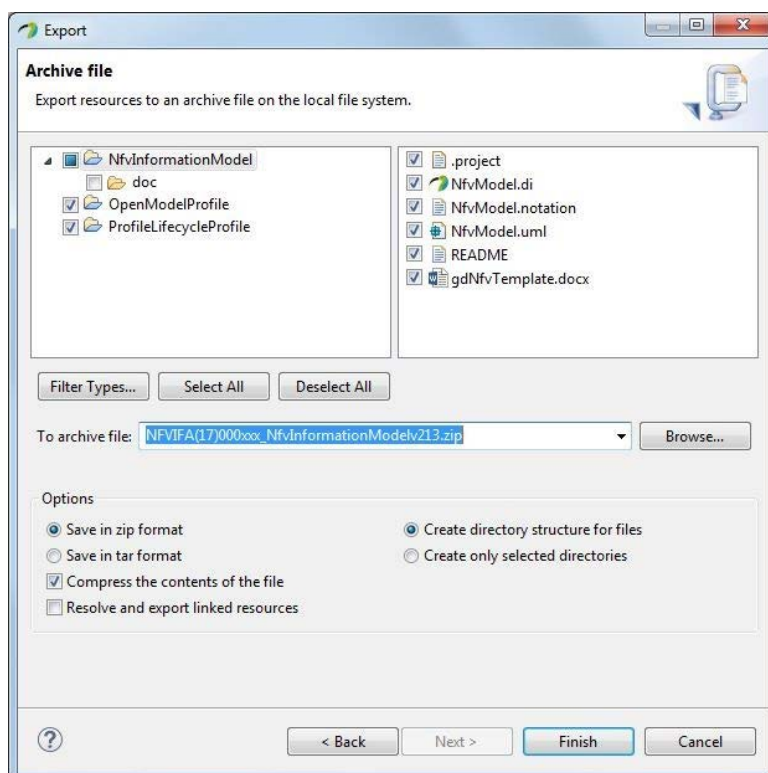 Export
Archive file
Export resources to an archive file on the local file system.
NfvInformationModel
doc
OpenModelProfile
ProfileLifecycleProfile
.project
NfvModel.di
NfvModel.notation
NfvModel.uml
README
gdNfvTemplate.docx
Filter Types...
Select All
Deselect All
To archive file:
NFVIFA(17)000xxx_NfvInformationModelv213.zip
Browse...
Options
Save in zip format
Save in tar format
Compress the contents of the file
Resolve and export linked resources
Create directory structure for files
Create only selected directories
< Back
Next >
Finish
Cancel